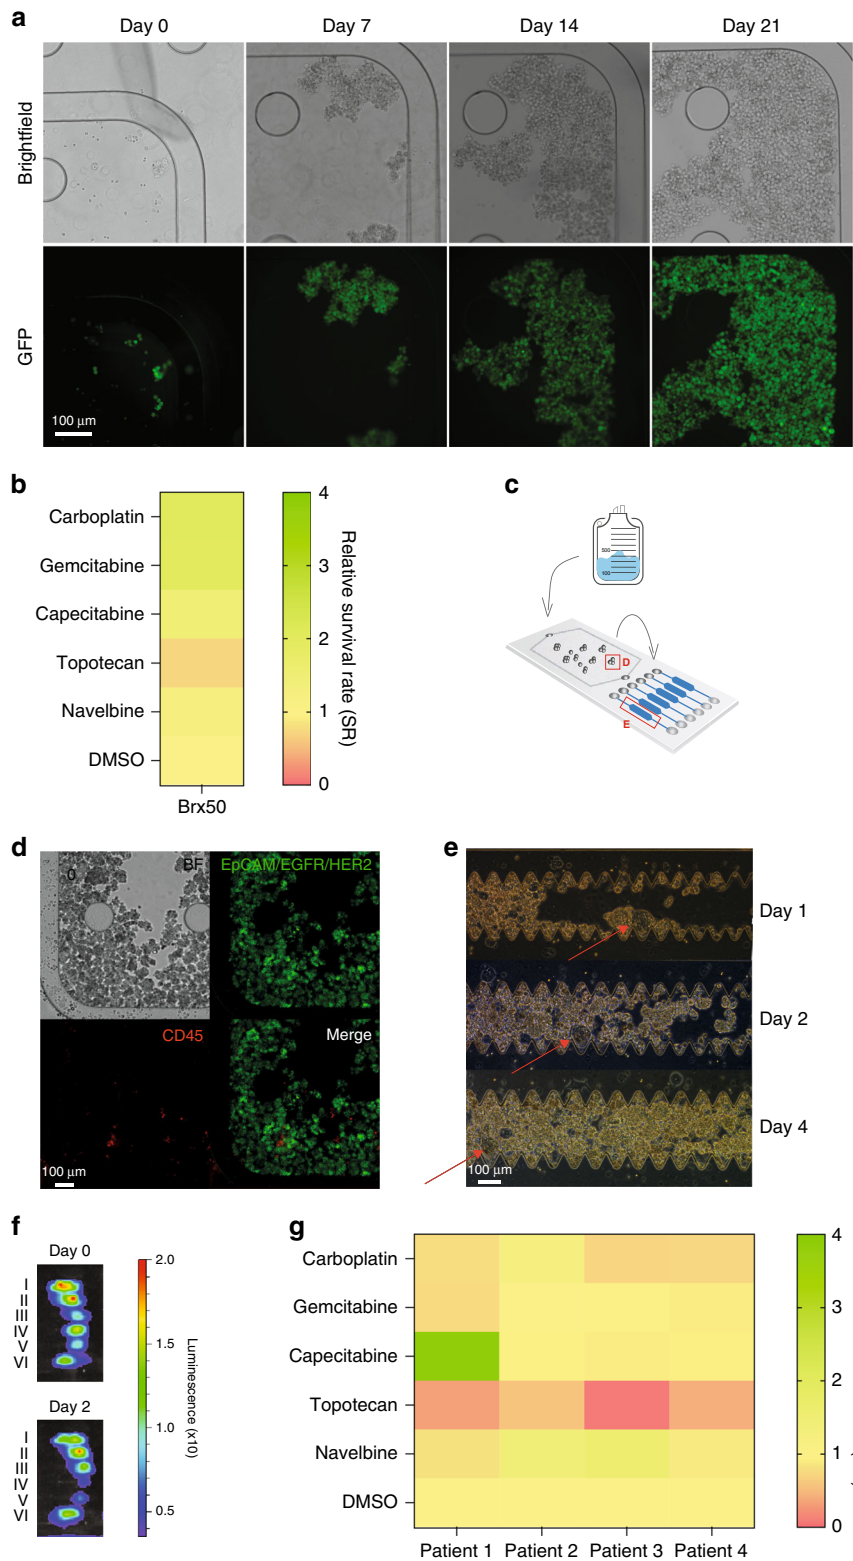 a
Day 0
Day 7
Day 14
Day 21
Brightfield
GFP
100 µm
b
Carboplatin
Gemcitabine
Capecitabine
Topotecan
Navelbine
DMSO
Brx50
4
3
2
1
0
Relative survival rate (SR)
c
500
100
D
E
d
0
BF
EpCAM/EGFR/HER2
CD45
Merge
100 µm
e
Day 1
Day 2
Day 4
100 µm
f
Day 0
I
II
III
IV
V
VI
Day 2
I
II
III
IV
V
VI
2.0
1.5
1.0
0.5
Luminescence (x10)
g
Carboplatin
Gemcitabine
Capecitabine
Topotecan
Navelbine
DMSO
Patient 1
Patient 2
Patient 3
Patient 4
4
3
2
1
0